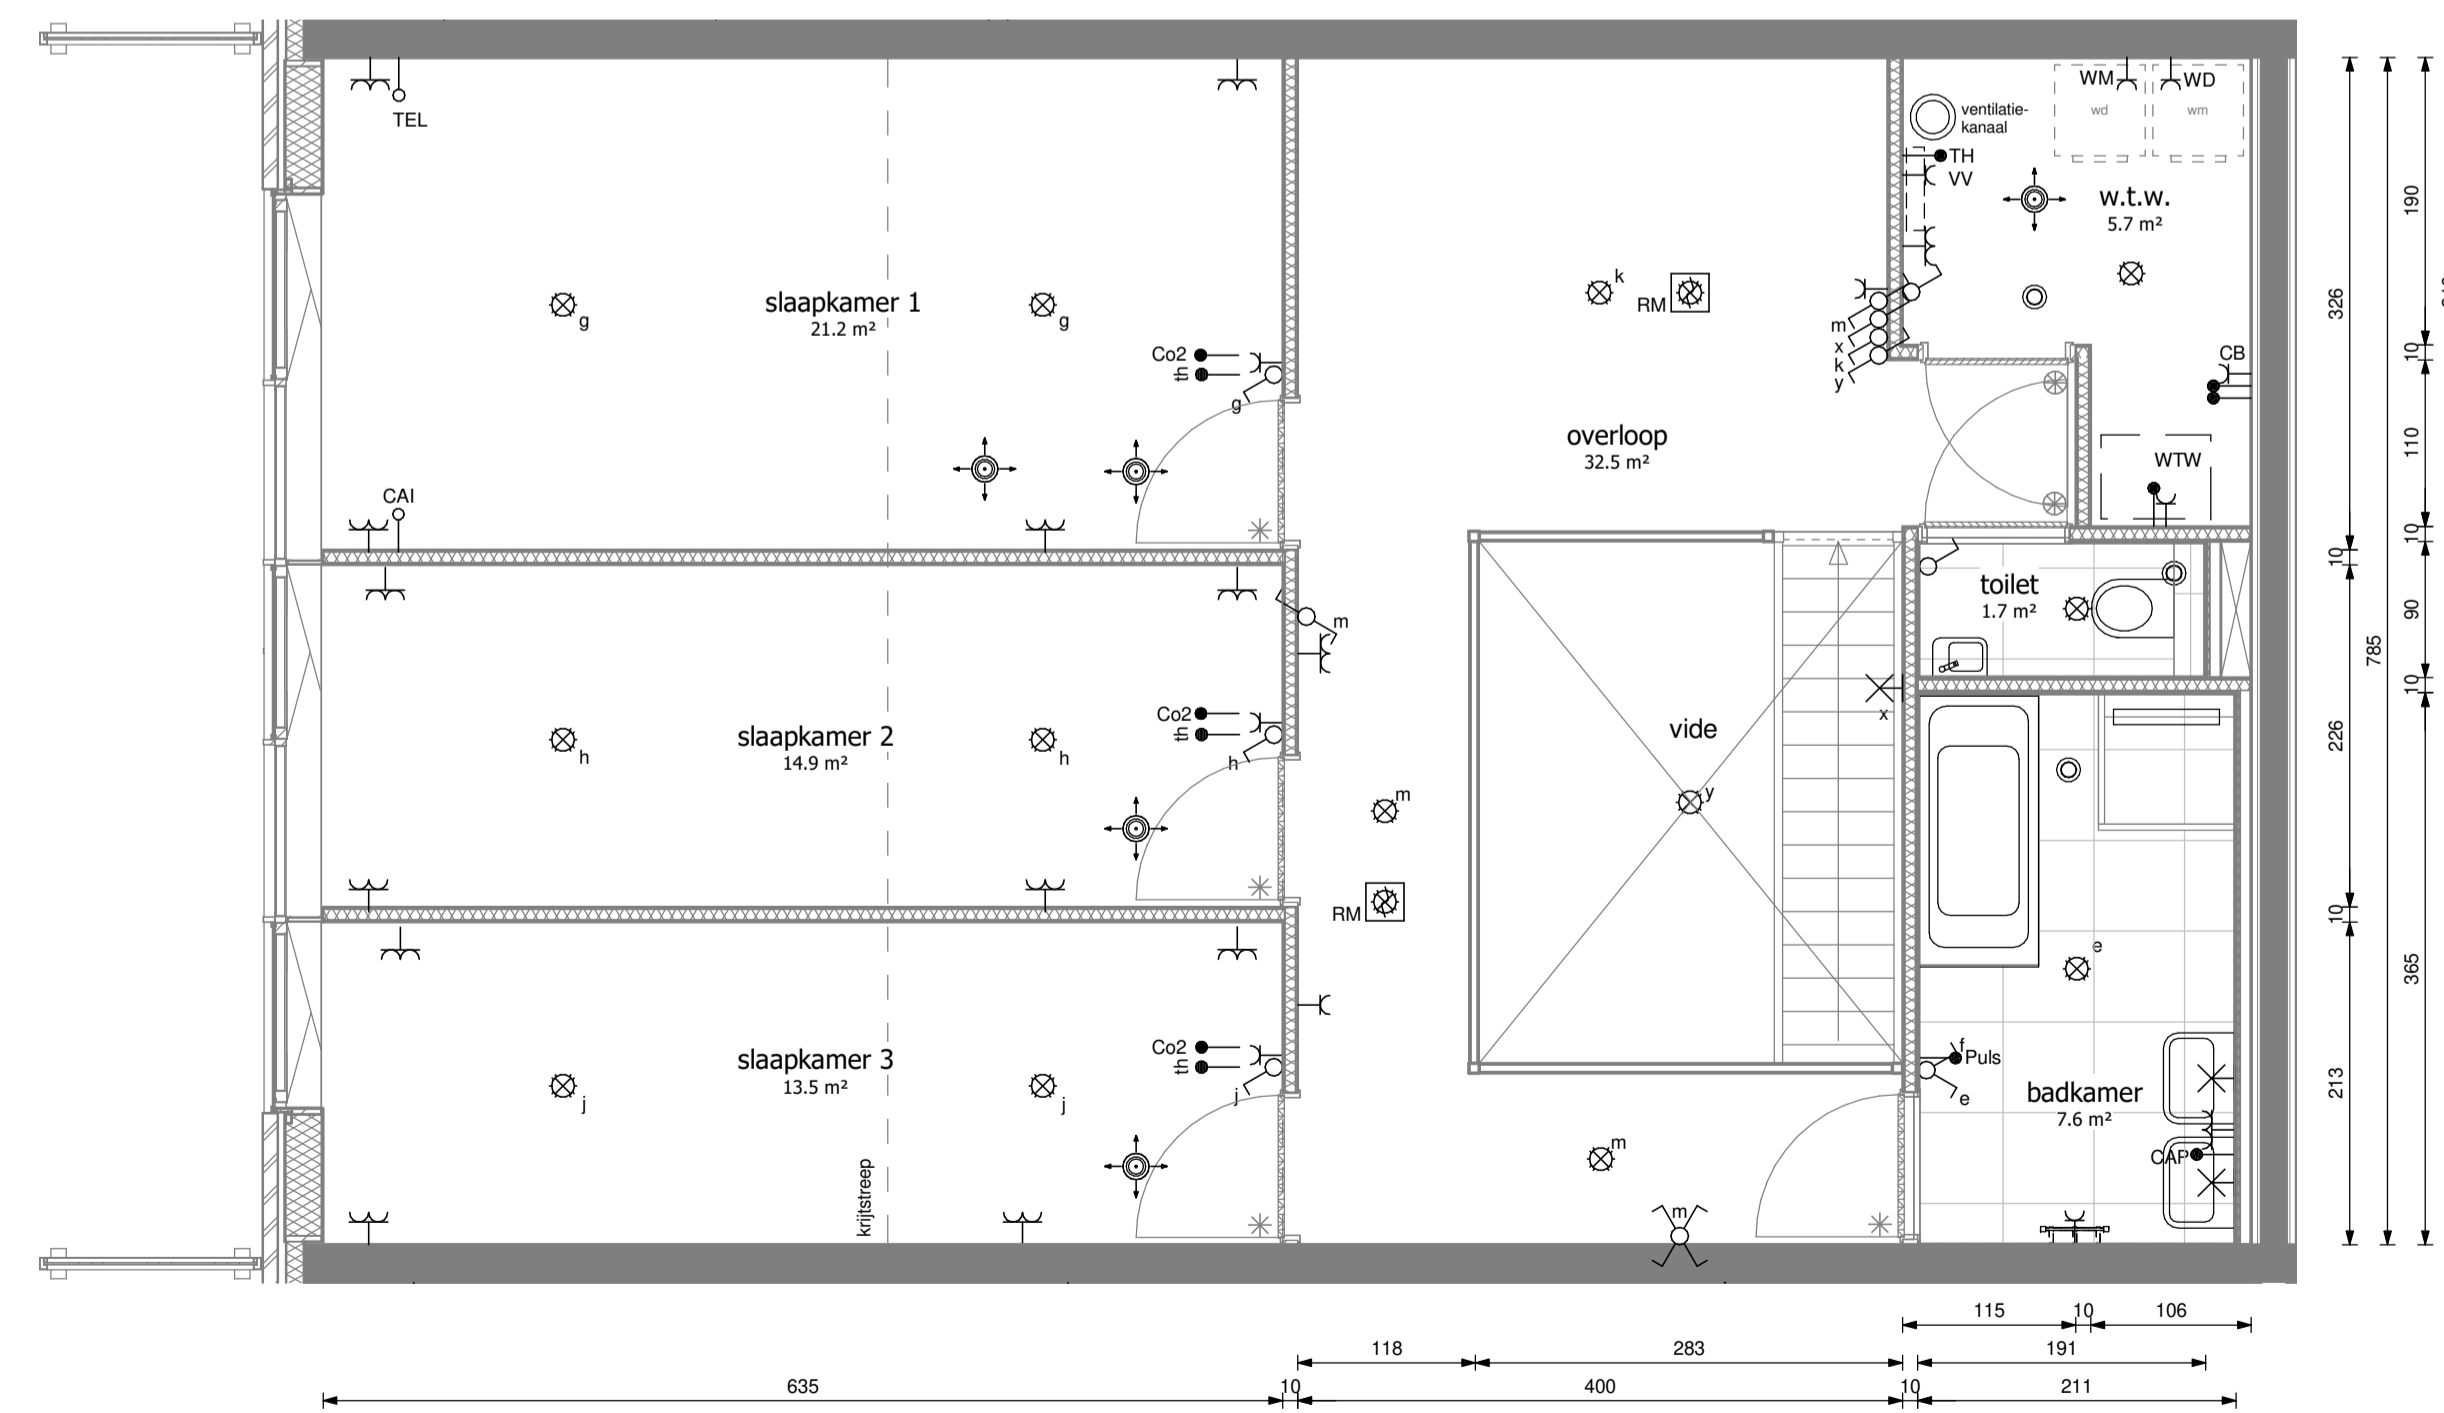 TEL
WM
WD
wd
wm
ventilatie-
kanaal
TH
VV
w.t.w.
5.7 m²
slaapkamer 1
21.2 m²
g
g
k
RM
m
x
k
y
Co2
th
g
CB
overloop
32.5 m²
WTW
CAI
toilet
1.7 m²
m
x
Co2
th
h
slaapkamer 2
14.9 m²
h
h
vide
y
m
RM
e
slaapkamer 3
13.5 m²
j
j
Co2
th
j
f
Puls
e
badkamer
7.6 m²
CAP
krijtstreep
m
m
326
10
226
10
213
785
190
10
110
10
90
10
365
115
10
106
118
283
191
635
10
400
10
211